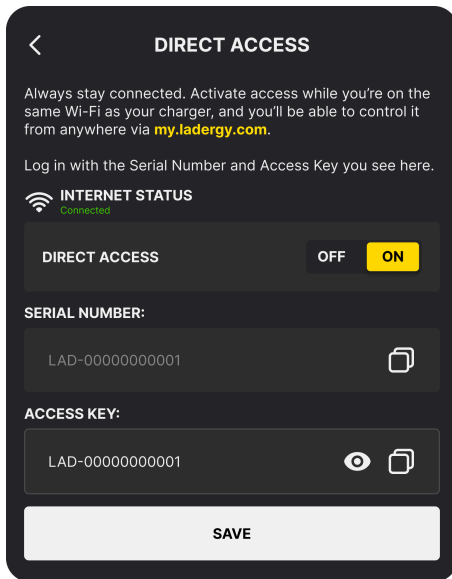 DIRECT ACCESS
Always stay connected. Activate access while you're on the
same Wi-Fi as your charger, and you'll be able to control it
from anywhere via my.ladergy.com.
Log in with the Serial Number and Access Key you see here.
INTERNET STATUS
Connected
DIRECT ACCESS OFF ON
SERIAL NUMBER:
LAD-00000000001
ACCESS KEY:
LAD-00000000001
SAVE